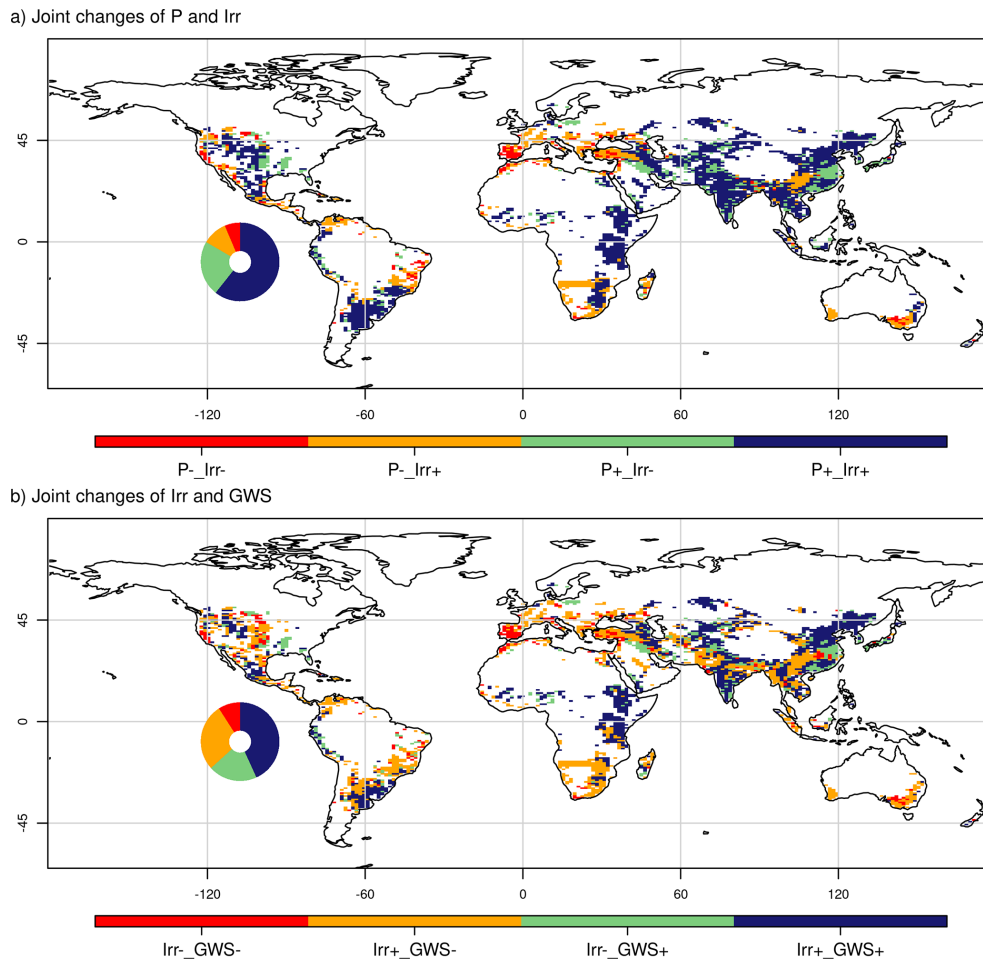 a) Joint changes of P and Irr
45
0
-45
-120 -60 0 60 120
P-_Irr- P-_Irr+ P+_Irr- P+_Irr+
b) Joint changes of Irr and GWS
45
0
-45
-120 -60 0 60 120
Irr-_GWS- Irr+_GWS- Irr-_GWS+ Irr+_GWS+